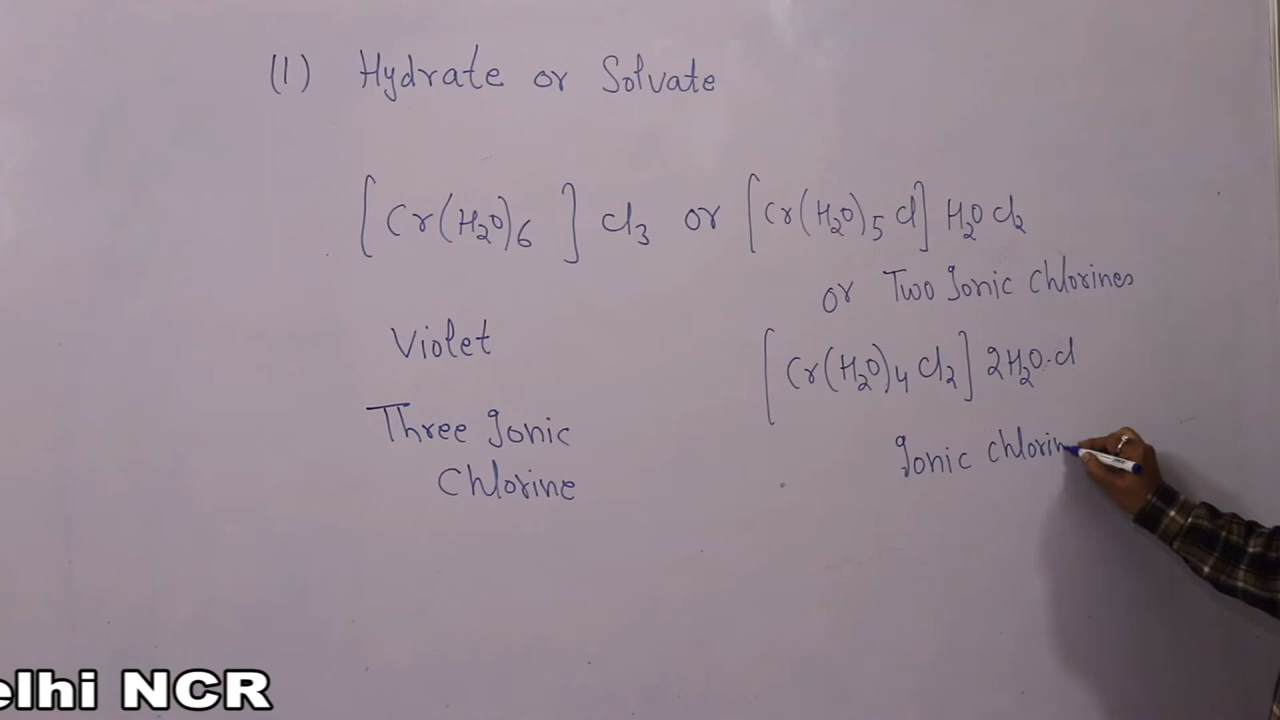 (1) Hydrate or Solvate
[Cr(H₂O)₆] Cl₃ or [Cr(H₂O)₅ Cl] H₂O Cl₂
or Two Ionic Chlorines
Violet
[Cr(H₂O)₄ Cl₂] 2H₂O·Cl
Three Ionic
Chlorine
Ionic Chlorin
elhi NCR